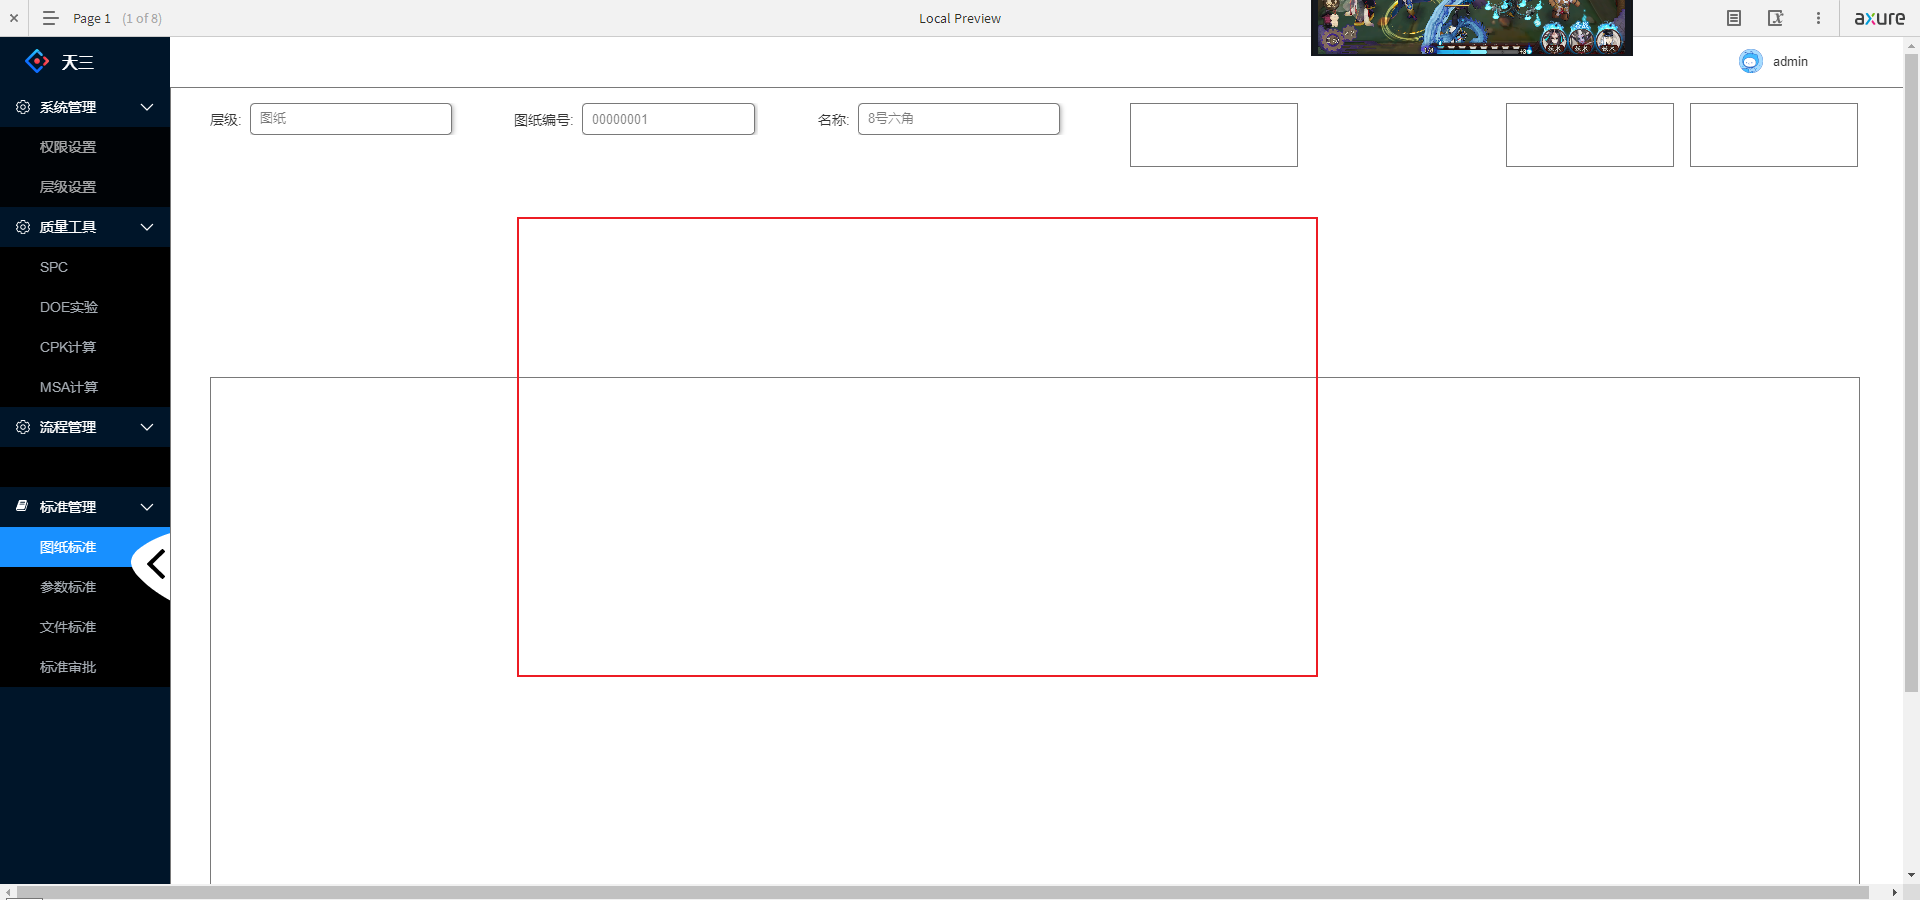 Page 1 (1 of 8)
Local Preview
axure
天三
admin
系统管理
权限设置
层级设置
质量工具
SPC
DOE实验
CPK计算
MSA计算
流程管理
标准管理
图纸标准
参数标准
文件标准
标准审批
层级: 图纸
图纸编号: 00000001
名称: 8号六角